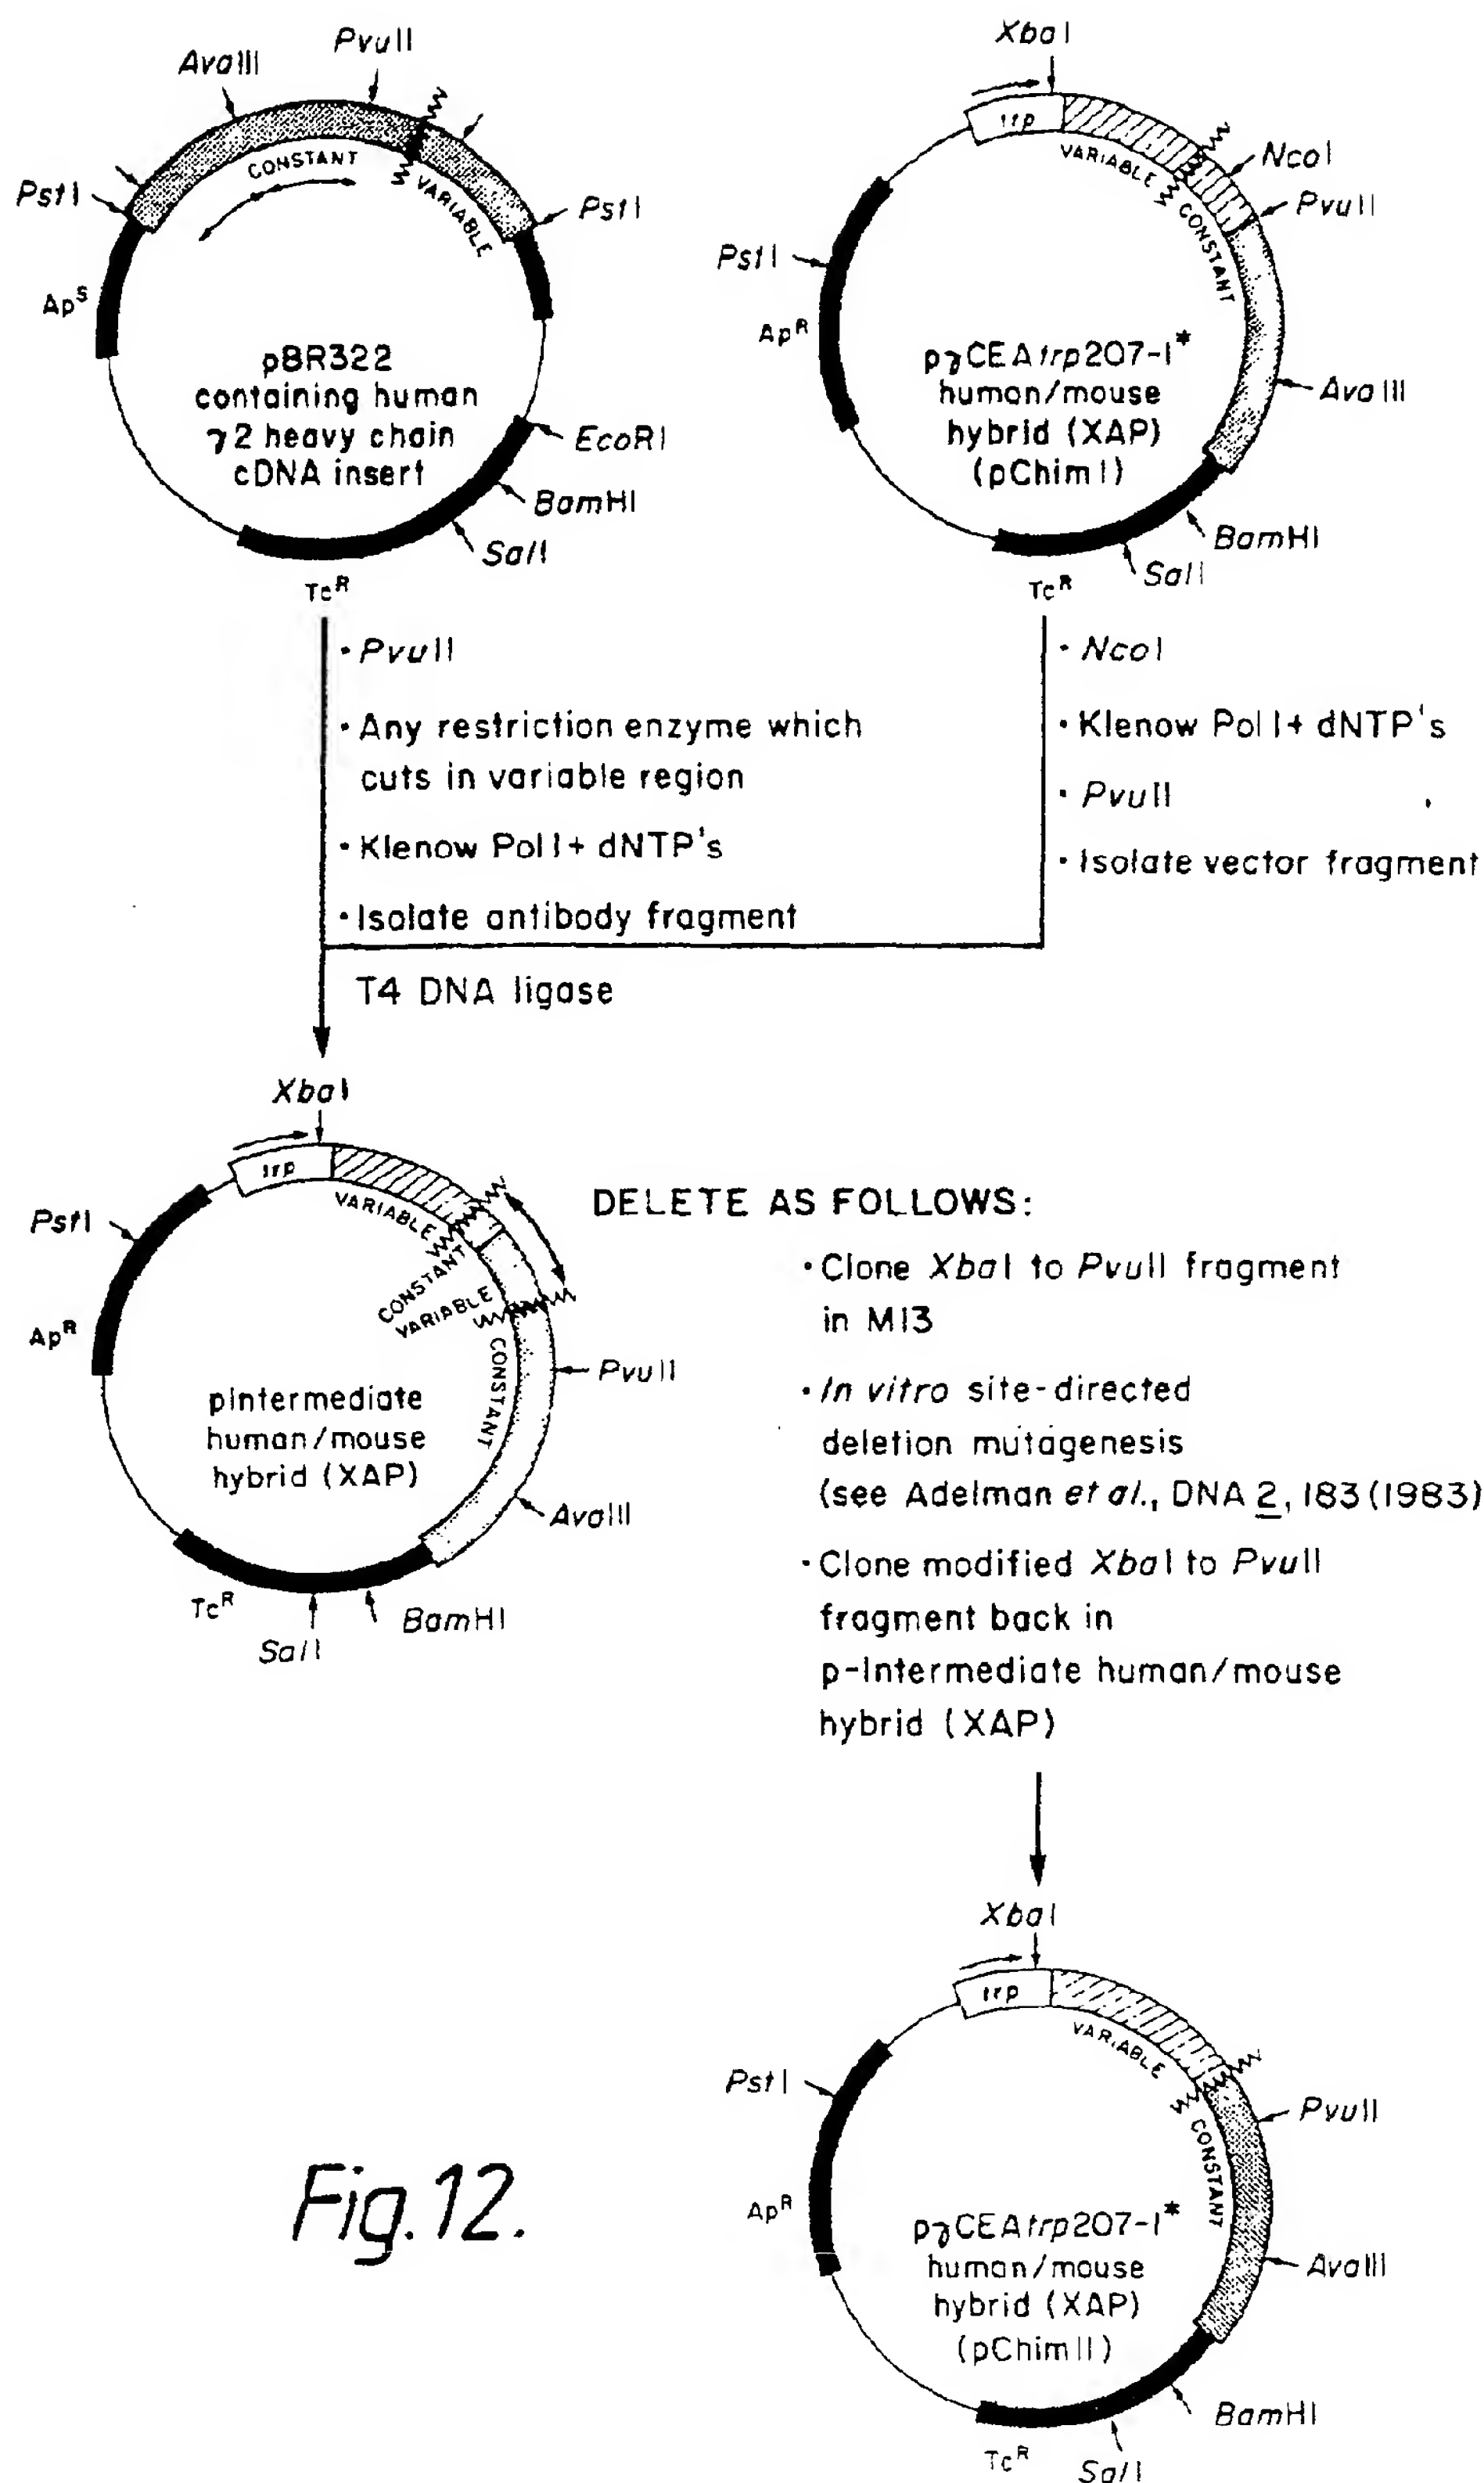 PvuII
AvaIII
PstI
CONSTANT
VARIABLE
PstI
Ap^S
pBR322
containing human
γ2 heavy chain
cDNA insert
EcoRI
BamHI
SalI
Tc^R
XbaI
trp
VARIABLE
CONSTANT
NcoI
PvuII
PstI
Ap^R
pγCEAtrp207-1*
human/mouse
hybrid (XAP)
(pChim I)
AvaIII
BamHI
SalI
Tc^R
· PvuII
· Any restriction enzyme which
cuts in variable region
· Klenow Pol I + dNTP's
· Isolate antibody fragment
· NcoI
· Klenow Pol I + dNTP's
· PvuII
· Isolate vector fragment
T4 DNA ligase
XbaI
trp
VARIABLE
CONSTANT
VARIABLE
CONSTANT
PstI
Ap^R
pIntermediate
human/mouse
hybrid (XAP)
PvuII
AvaIII
BamHI
SalI
Tc^R
DELETE AS FOLLOWS:
· Clone XbaI to PvuII fragment
in M13
· In vitro site-directed
deletion mutagenesis
(see Adelman et al., DNA 2, 183 (1983)
· Clone modified XbaI to PvuII
fragment back in
p-Intermediate human/mouse
hybrid (XAP)
XbaI
trp
VARIABLE
CONSTANT
PstI
PvuII
Ap^R
pγCEAtrp207-1*
human/mouse
hybrid (XAP)
(pChim II)
AvaIII
BamHI
SalI
Tc^R
Fig. 12.